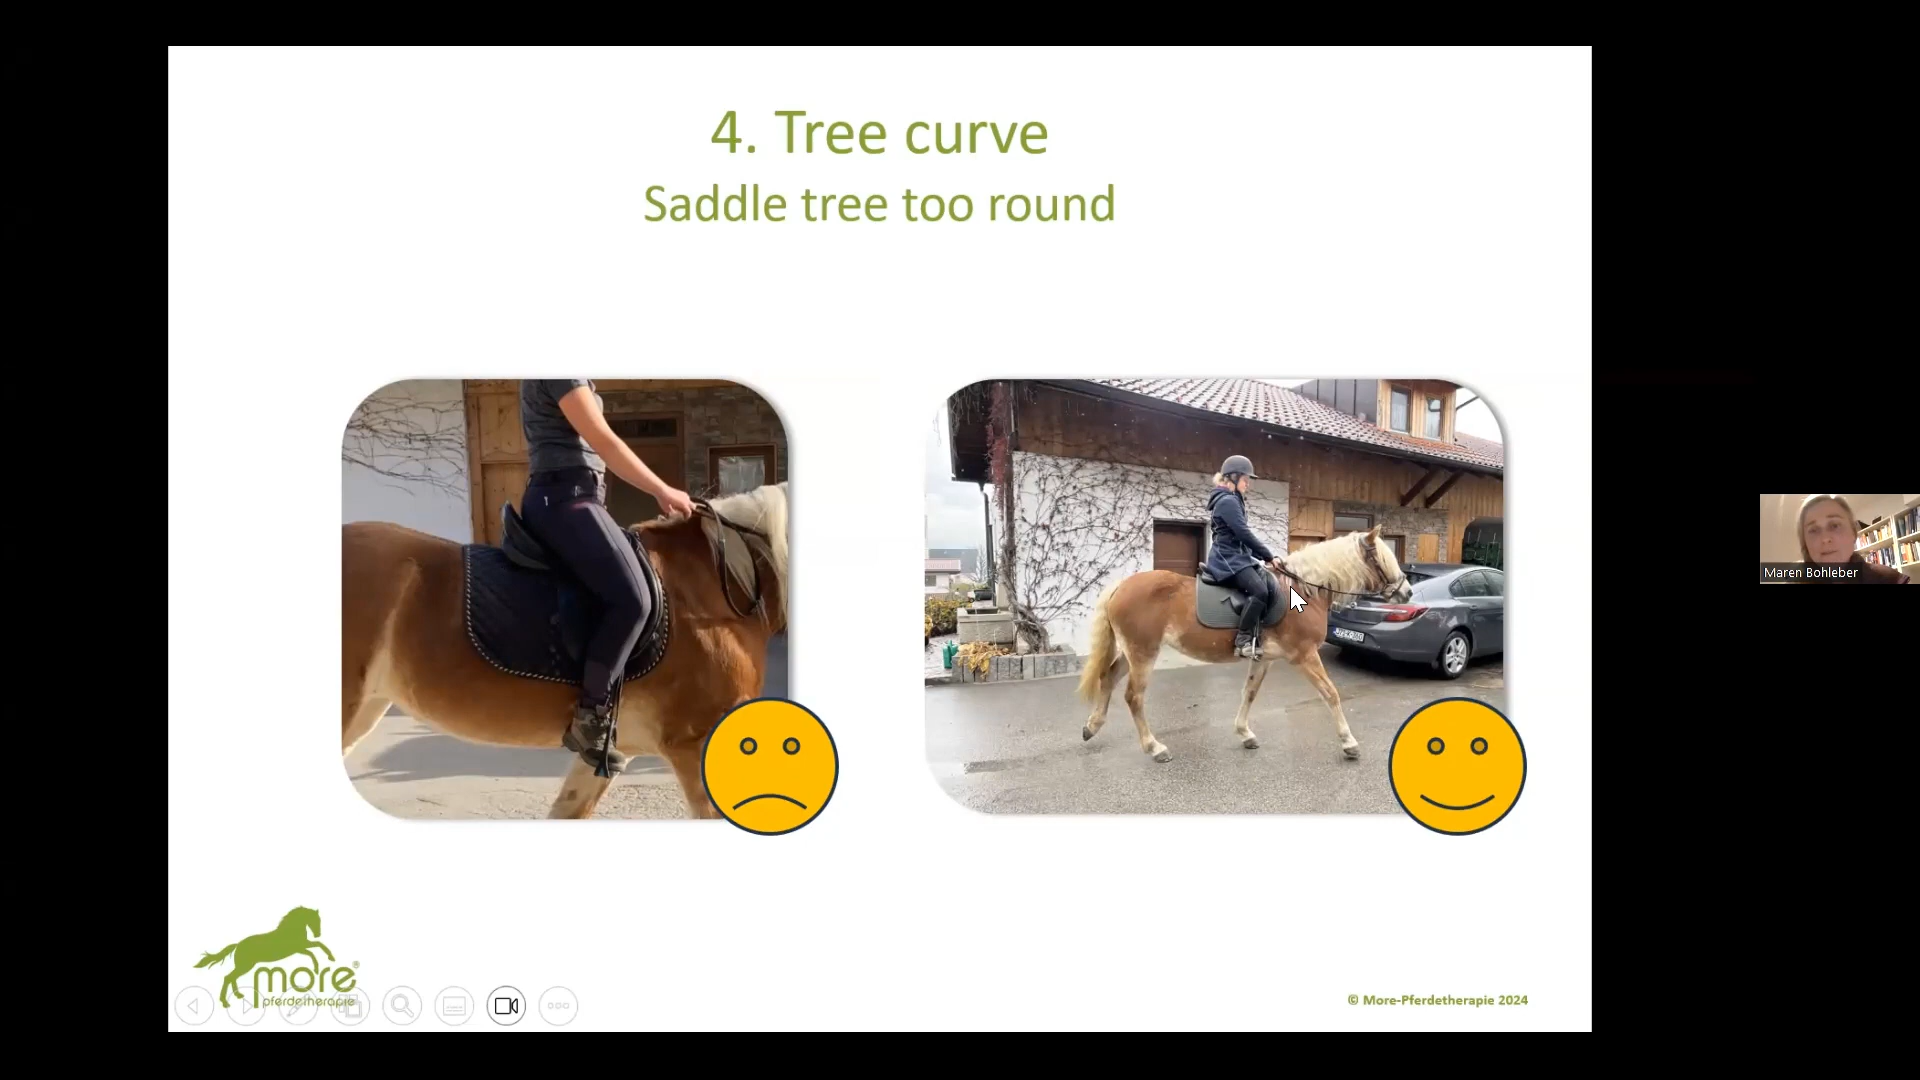 4. Tree curve
Saddle tree too round
Maren Bohleber
more®
pferdetherapie
© More-Pferdetherapie 2024